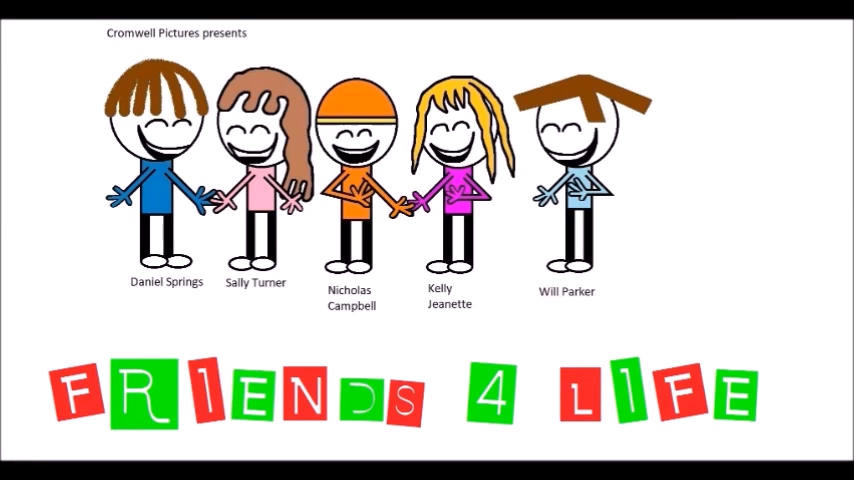 Cromwell Pictures presents
Daniel Springs
Sally Turner
Nicholas
Campbell
Kelly
Jeanette
Will Parker
FRIENDS 4 LIFE